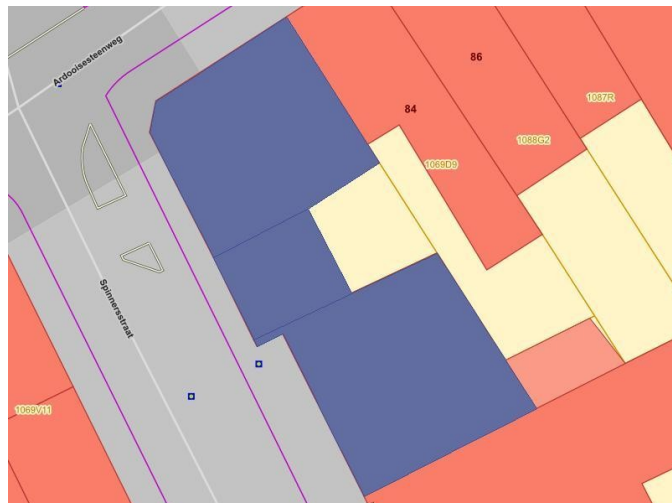 Ardooisesteenweg
86
1087R
84
1088G2
1069D9
Spinnersstraat
1069V11